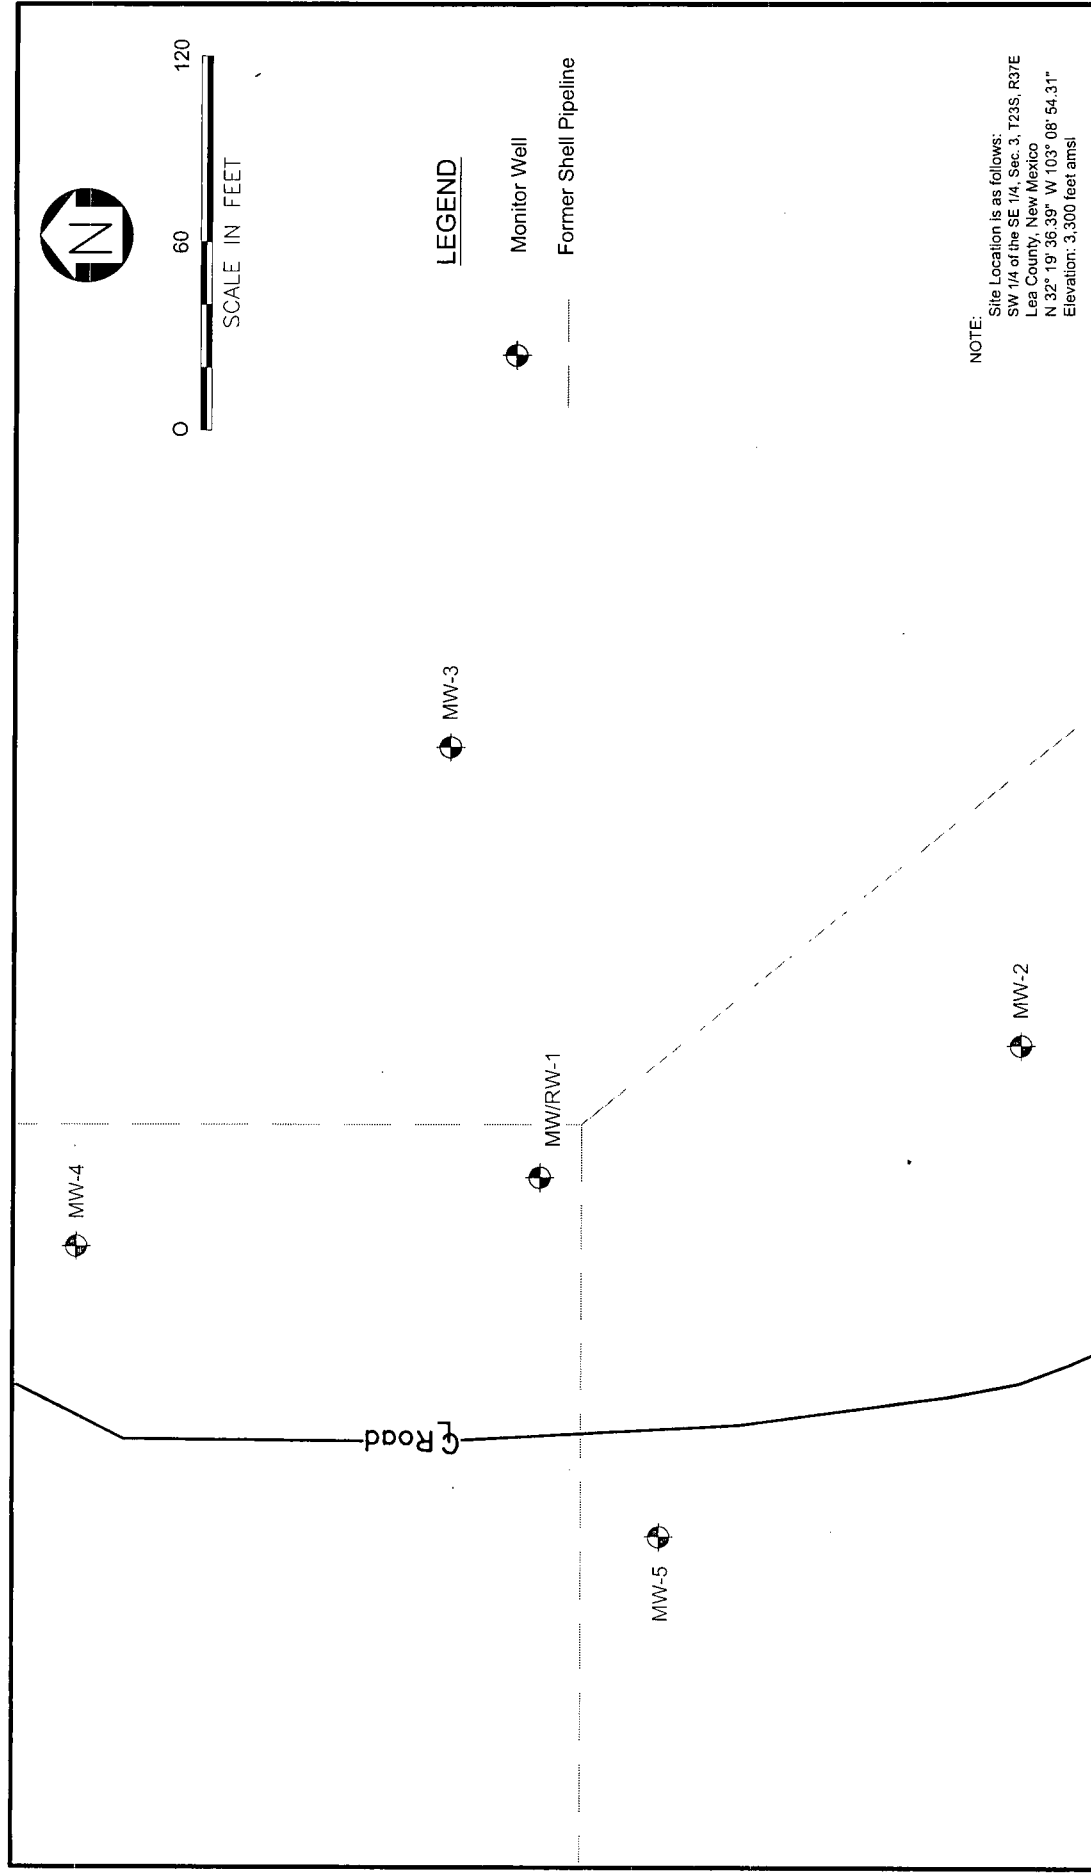 N
0 60 120
SCALE IN FEET
LEGEND
Monitor Well
Former Shell Pipeline
MW-4
MW-3
MW/RW-1
℄ Road
MW-5
MW-2
NOTE:
Site Location is as follows:
SW 1/4 of the SE 1/4, Sec. 3, T23S, R37E
Lea County, New Mexico
N 32° 19' 36.39" W 103° 08' 54.31"
Elevation: 3,300 feet amsl